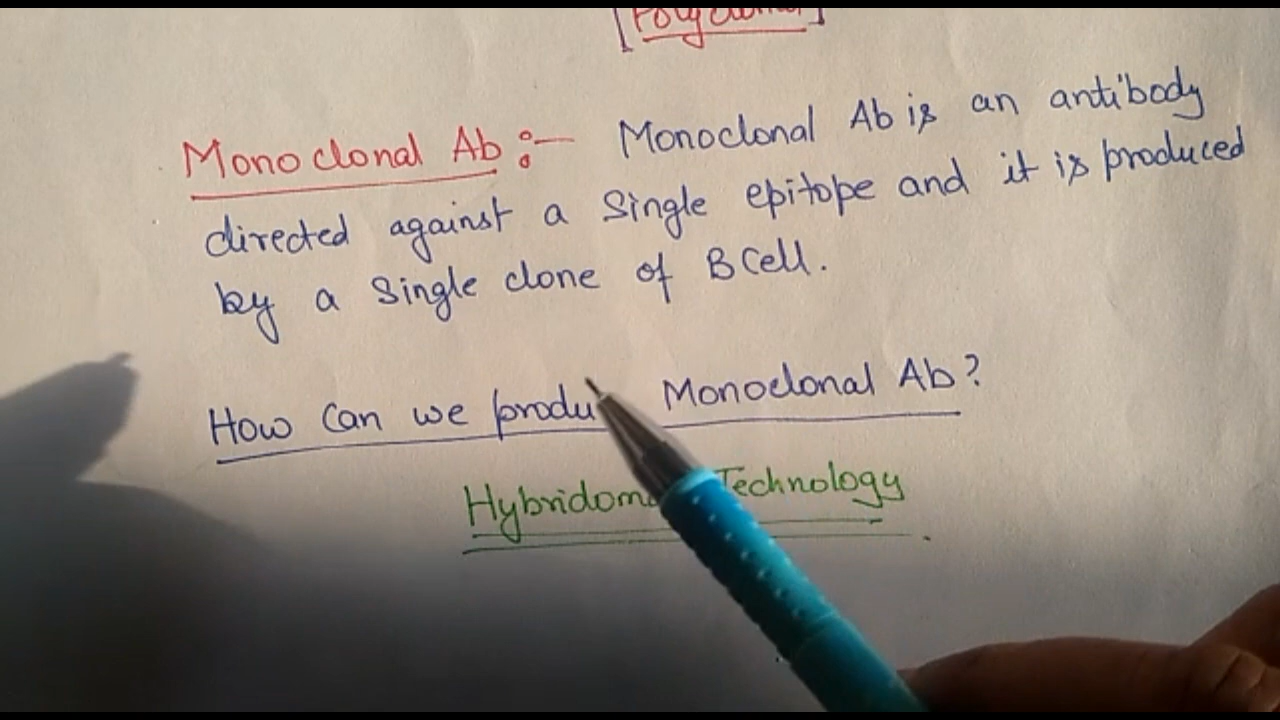 Monoclonal Ab :— Monoclonal Ab is an antibody
directed against a single epitope and it is produced
by a single clone of B Cell.
How can we produ Monoclonal Ab?
Technology